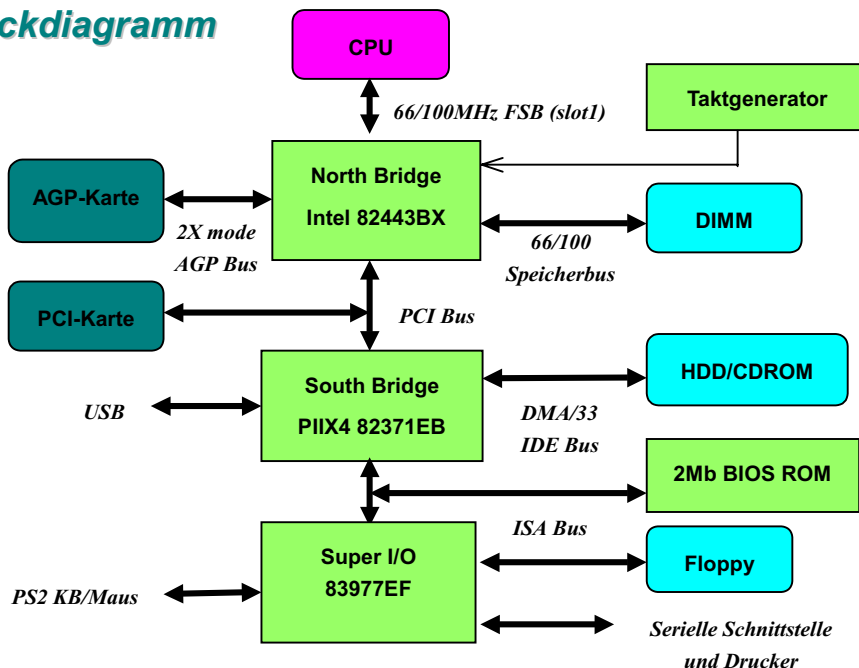 ckdiagramm
CPU
66/100MHz FSB (slot1)
Taktgenerator
North Bridge
Intel 82443BX
AGP-Karte
2X mode
AGP Bus
DIMM
66/100
Speicherbus
PCI-Karte
PCI Bus
South Bridge
PIIX4 82371EB
HDD/CDROM
USB
DMA/33
IDE Bus
2Mb BIOS ROM
ISA Bus
Super I/O
83977EF
Floppy
PS2 KB/Maus
Serielle Schnittstelle
und Drucker